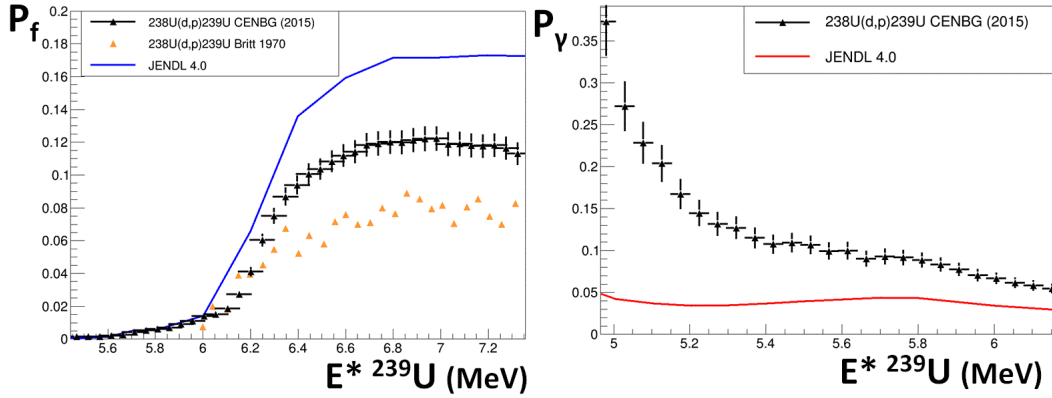 P_f
238U(d,p)239U CENBG (2015)
238U(d,p)239U Britt 1970
JENDL 4.0
0.2
0.18
0.16
0.14
0.12
0.1
0.08
0.06
0.04
0.02
0
5.6 5.8 6 6.2 6.4 6.6 6.8 7 7.2
E* ²³⁹U (MeV)
P_γ
238U(d,p)239U CENBG (2015)
JENDL 4.0
0.35
0.3
0.25
0.2
0.15
0.1
0.05
0
5 5.2 5.4 5.6 5.8 6
E* ²³⁹U (MeV)